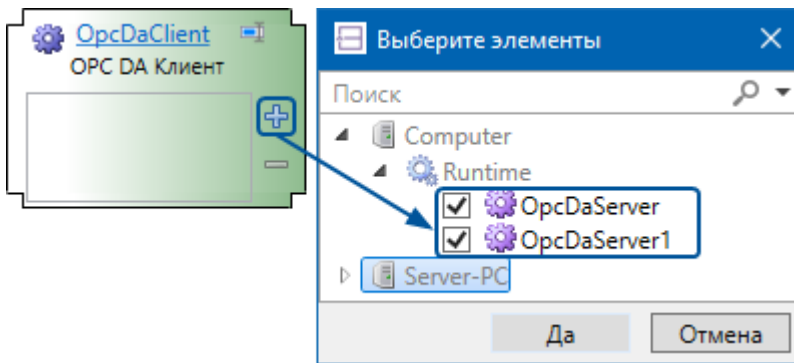 OpcDaClient
OPC DA Клиент
Выберите элементы
Поиск
Computer
Runtime
OpcDaServer
OpcDaServer1
Server-PC
Да
Отмена